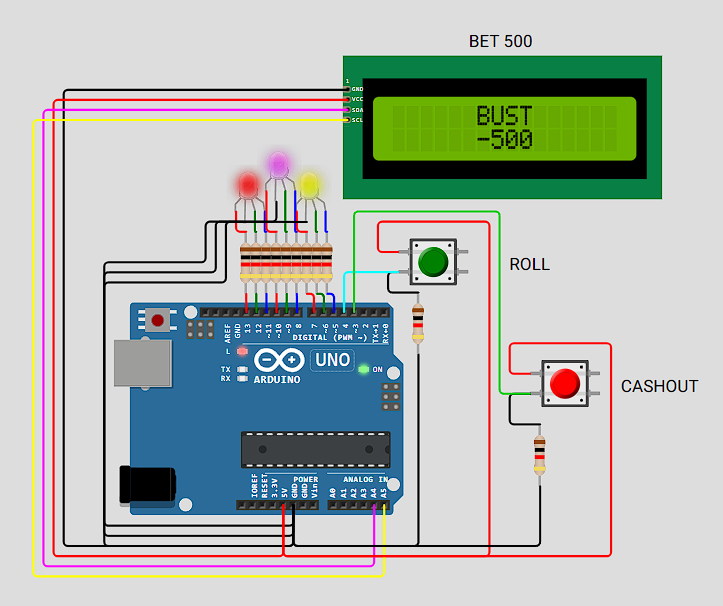 BET 500
1
GND
VCC
SDA
SCL
BUST
-500
ROLL
CASHOUT
AREF
GND
13
12
~11
~10
~9
8
7
~6
~5
4
~3
2
TX→1
RX←0
DIGITAL (PWM ~)
L
TX
RX
UNO
ARDUINO
ON
IOREF
RESET
3.3V
5V
GND
GND
Vin
POWER
ANALOG IN
A0
A1
A2
A3
A4
A5